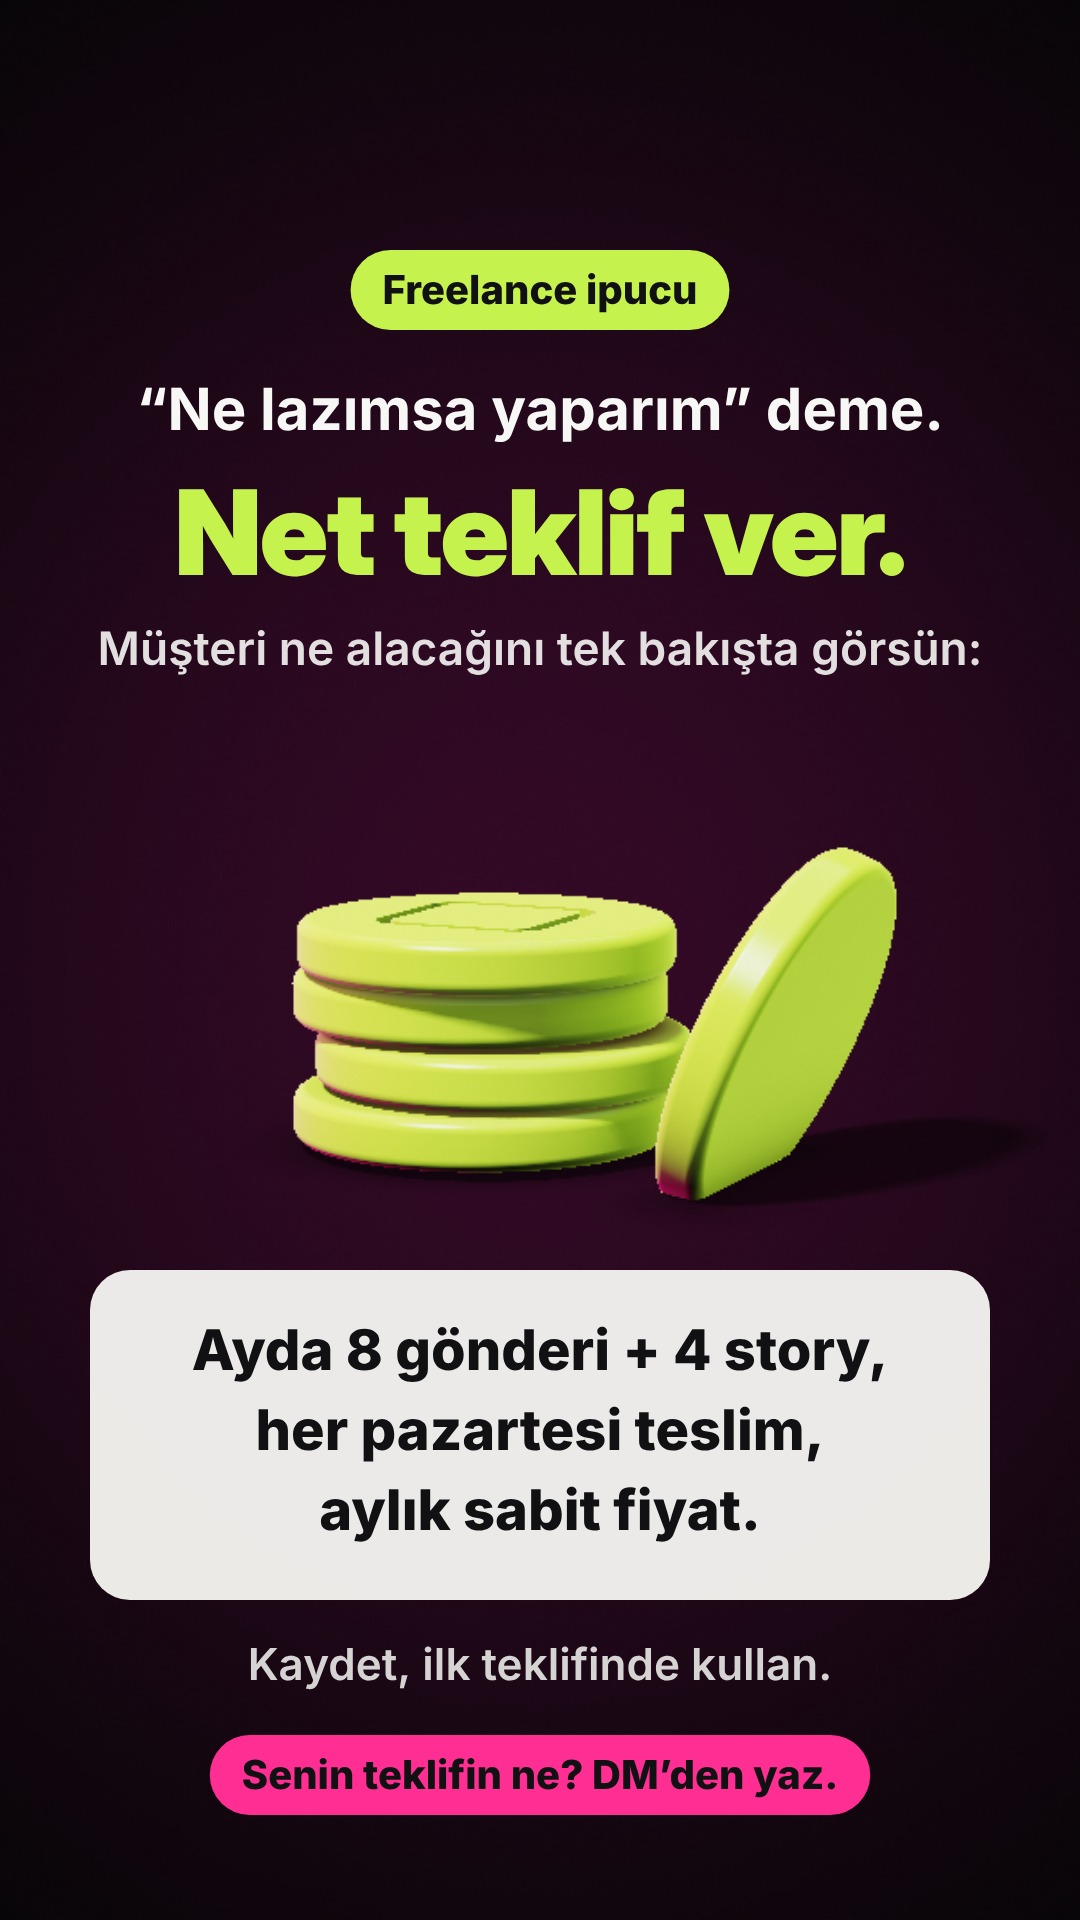 Freelance ipucu
“Ne lazımsa yaparım” deme.
Net teklif ver.
Müşteri ne alacağını tek bakışta görsün:
Ayda 8 gönderi + 4 story,
her pazartesi teslim,
aylık sabit fiyat.
Kaydet, ilk teklifinde kullan.
Senin teklifin ne? DM’den yaz.